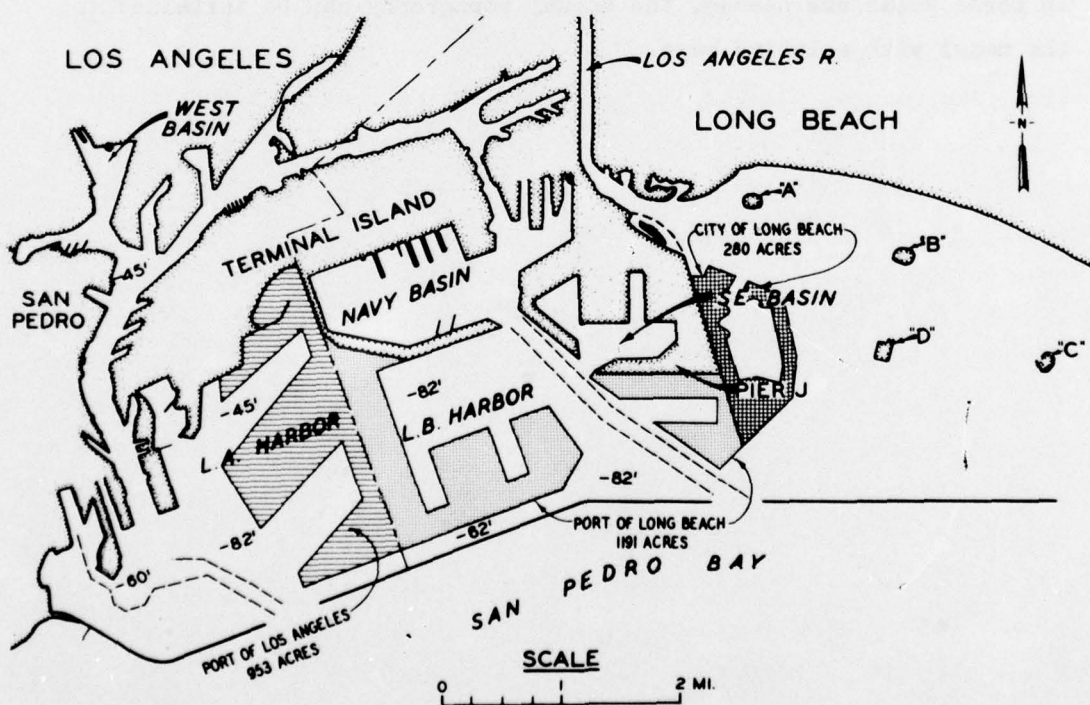 LOS ANGELES
LOS ANGELES R.
WEST
BASIN
LONG BEACH
N
"A"
TERMINAL ISLAND
CITY OF LONG BEACH
280 ACRES
"B"
-45'
SAN
PEDRO
NAVY BASIN
SE BASIN
"D"
"C"
-82'
PIER J
-45'
L.B. HARBOR
L.A. HARBOR
-82'
-82'
PORT OF LONG BEACH
1191 ACRES
-82'
-60'
SAN PEDRO BAY
PORT OF LOS ANGELES
953 ACRES
SCALE
0 1 2 MI.